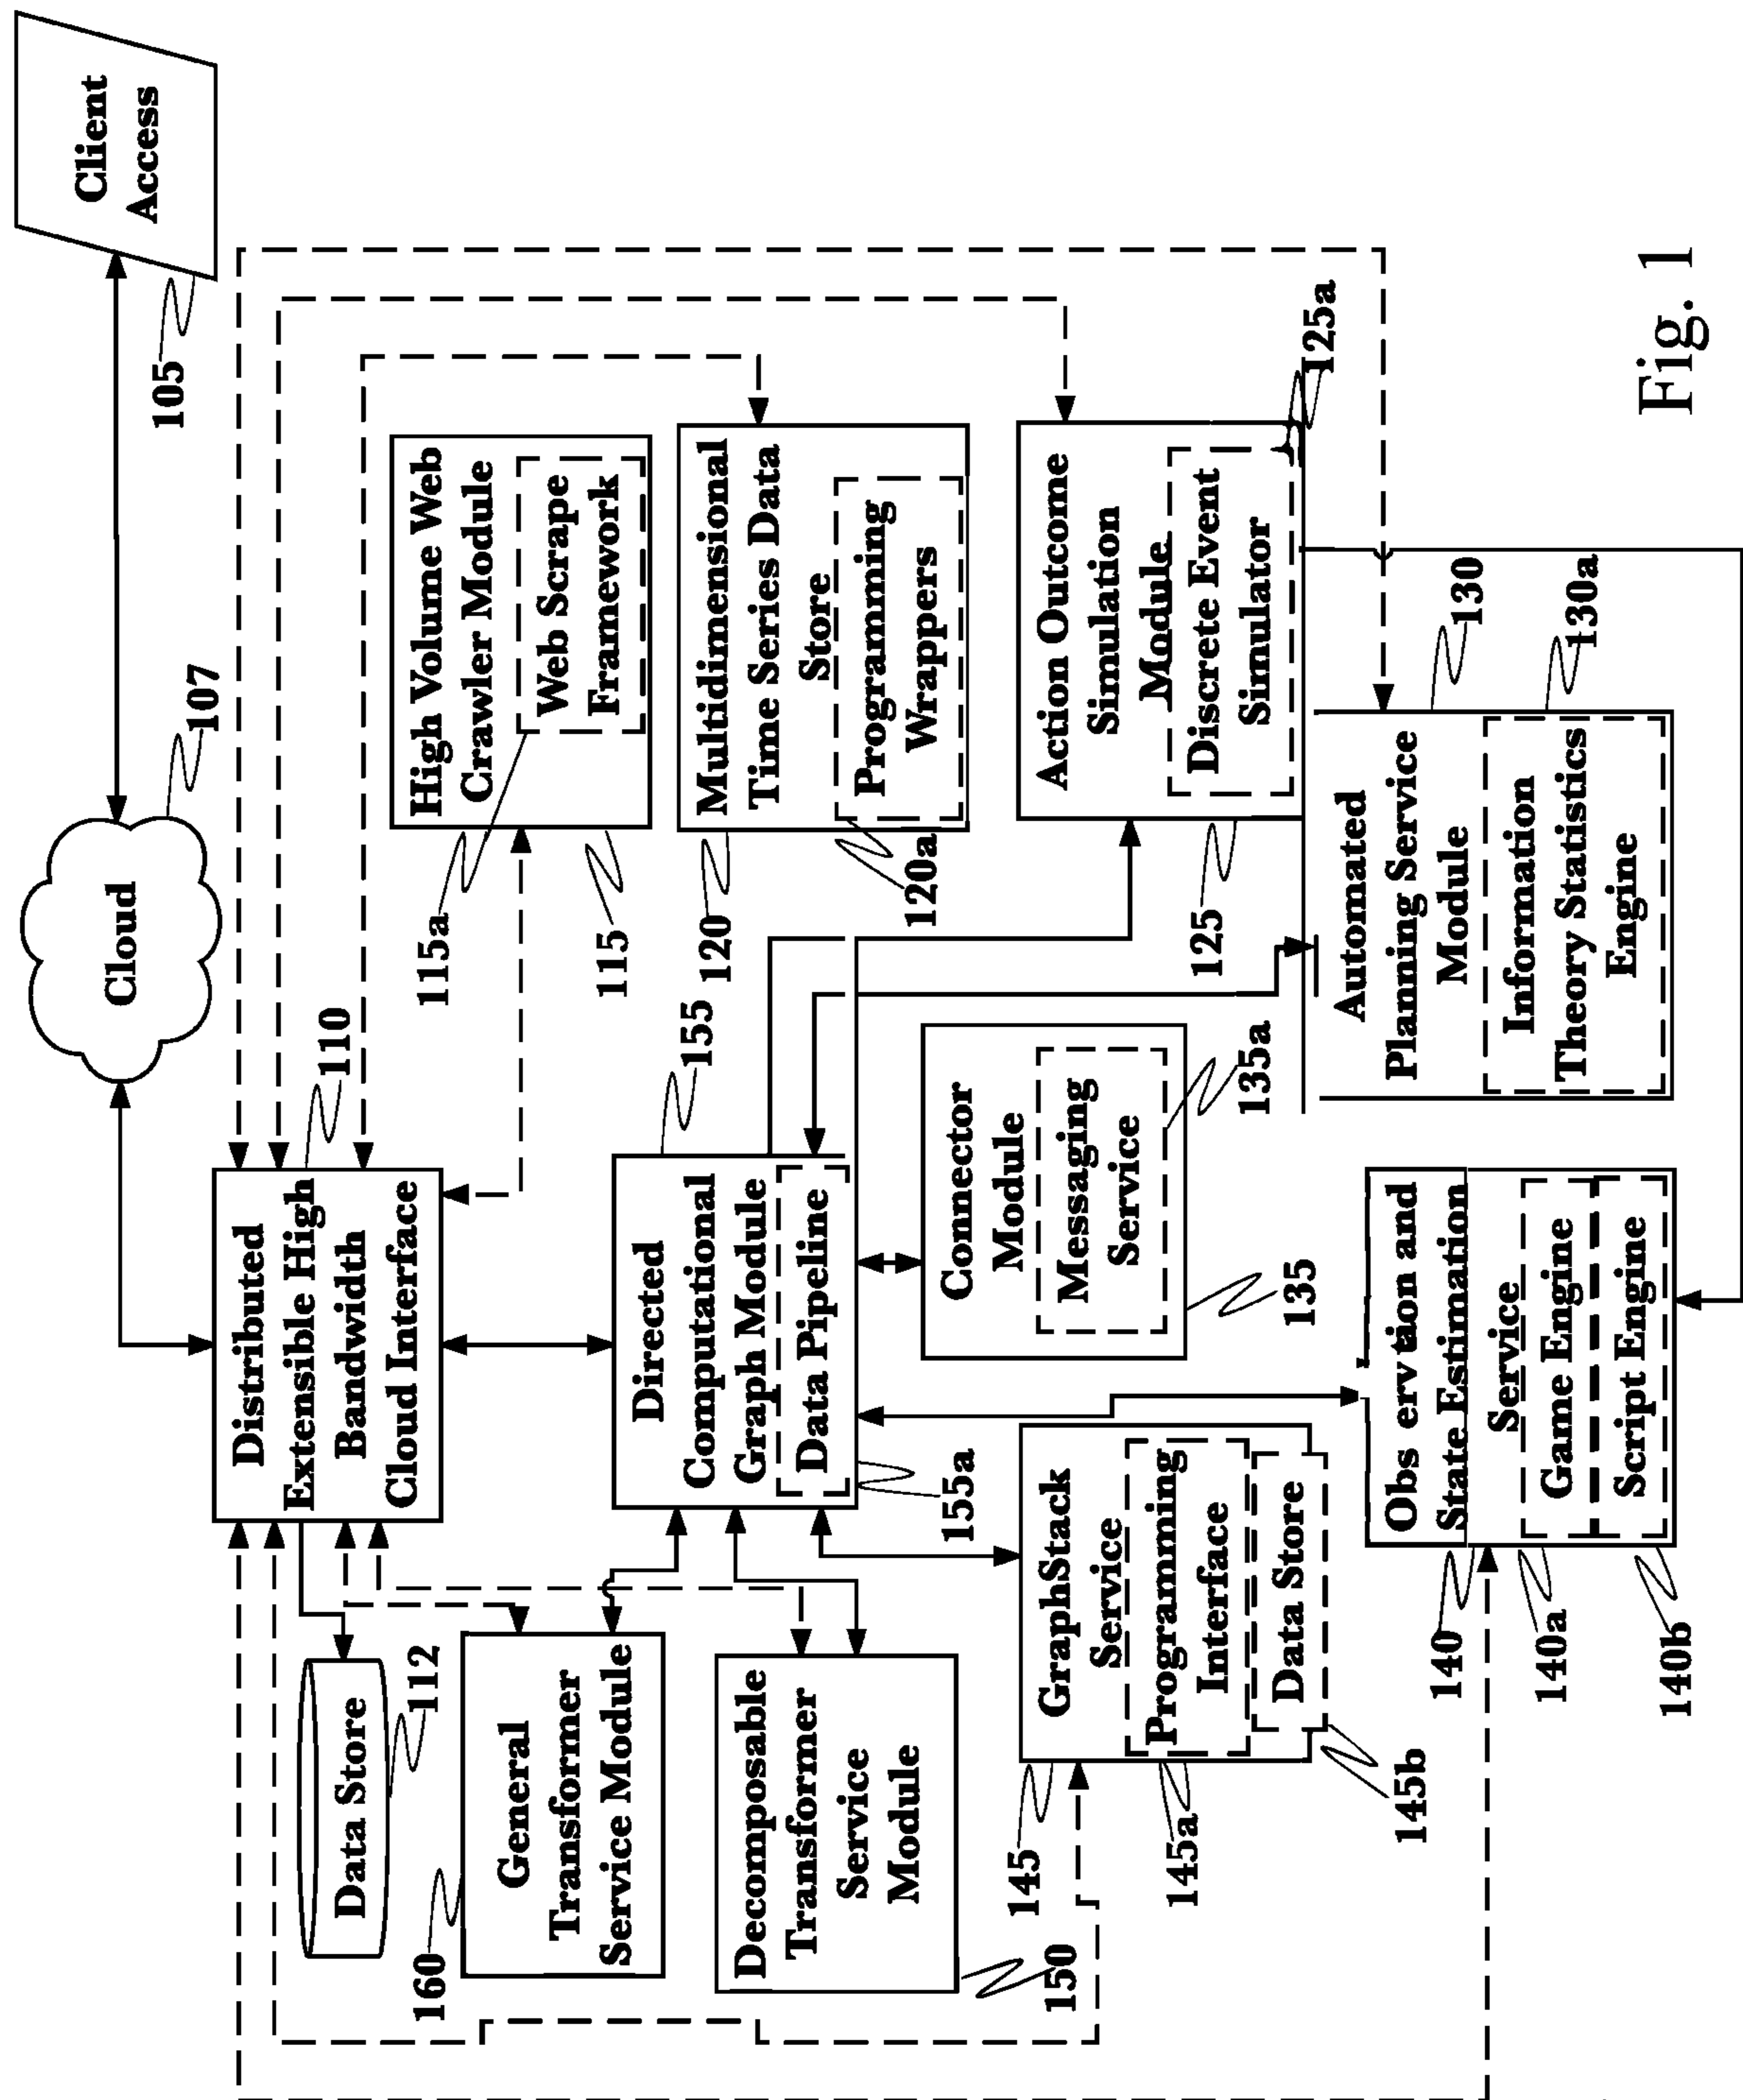 Client
Access
105
Cloud
107
Distributed
Extensible High
Bandwidth
Cloud Interface
110
Data Store
112
High Volume Web
Crawler Module
Web Scrape
Framework
115a
115
Multidimensional
Time Series Data
Store
Programming
Wrappers
120
120a
Action Outcome
Simulation
Module
Discrete Event
Simulator
125
125a
Automated
Planning Service
Module
Information
Theory Statistics
Engine
130
130a
Directed
Computational
Graph Module
Data Pipeline
155
155a
Connector
Module
Messaging
Service
135
135a
General
Transformer
Service Module
160
Decomposable
Transformer
Service
Module
150
GraphStack
Service
Programming
Interface
Data Store
145
145a
145b
Obs ervtion and
State Estimation
Service
Game Engine
Script Engine
140
140a
140b
Fig. 1